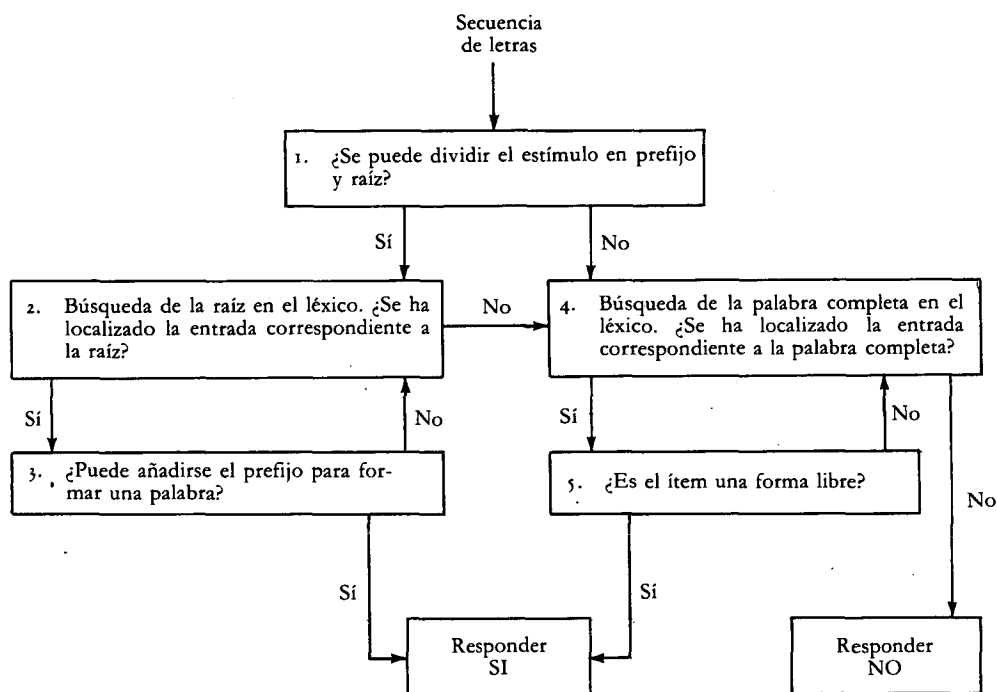 Secuencia
de letras
1. ¿Se puede dividir el estímulo en prefijo
y raíz?
Sí
No
2. Búsqueda de la raíz en el léxico. ¿Se ha
localizado la entrada correspondiente a
la raíz?
No
4. Búsqueda de la palabra completa en el
léxico. ¿Se ha localizado la entrada
correspondiente a la palabra completa?
Sí
No
Sí
No
No
3. ¿Puede añadirse el prefijo para for-
mar una palabra?
5. ¿Es el ítem una forma libre?
Sí
Sí
Responder
SI
Responder
NO